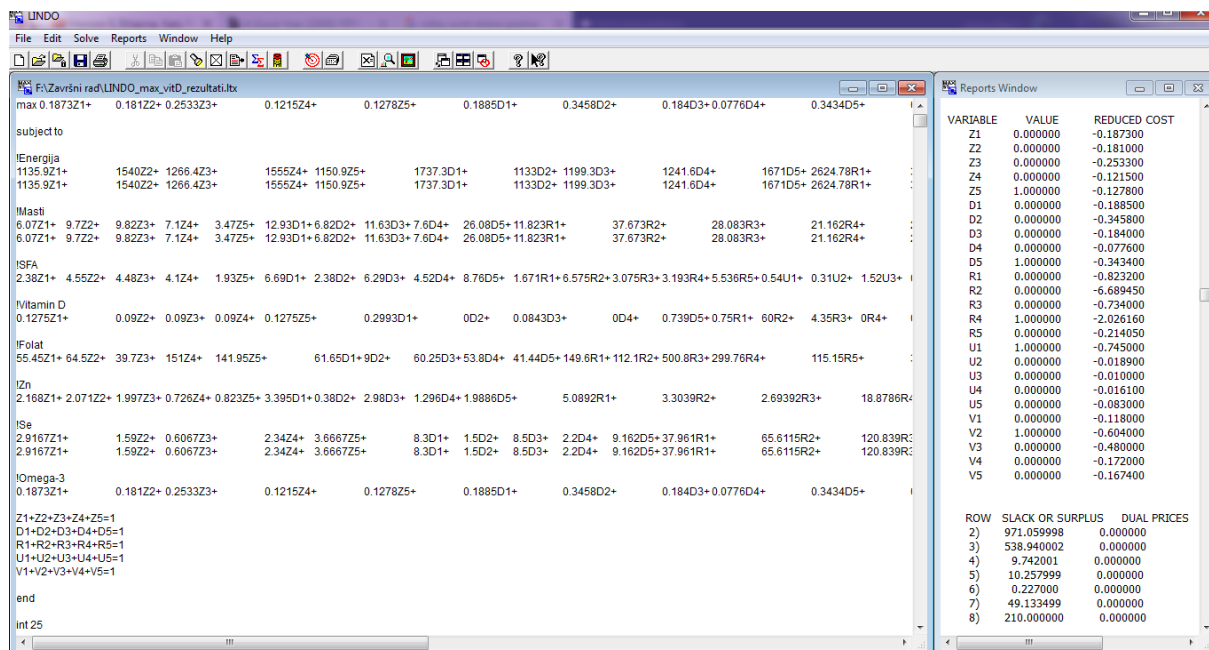 LINDO
File Edit Solve Reports Window Help
F:\Završni rad\LINDO_max_vitD_rezultati.ltx
max 0.1873Z1+ 0.181Z2+ 0.2533Z3+ 0.1215Z4+ 0.1278Z5+ 0.1885D1+ 0.3458D2+ 0.184D3+ 0.0776D4+ 0.3434D5+
subject to
!Energija
1135.9Z1+ 1540Z2+ 1266.4Z3+ 1555Z4+ 1150.9Z5+ 1737.3D1+ 1133D2+ 1199.3D3+ 1241.6D4+ 1671D5+ 2624.78R1+
1135.9Z1+ 1540Z2+ 1266.4Z3+ 1555Z4+ 1150.9Z5+ 1737.3D1+ 1133D2+ 1199.3D3+ 1241.6D4+ 1671D5+ 2624.78R1+
!Masti
6.07Z1+ 9.7Z2+ 9.82Z3+ 7.1Z4+ 3.47Z5+ 12.93D1+ 6.82D2+ 11.63D3+ 7.6D4+ 26.08D5+ 11.823R1+ 37.673R2+ 28.083R3+ 21.162R4+
6.07Z1+ 9.7Z2+ 9.82Z3+ 7.1Z4+ 3.47Z5+ 12.93D1+ 6.82D2+ 11.63D3+ 7.6D4+ 26.08D5+ 11.823R1+ 37.673R2+ 28.083R3+ 21.162R4+
!SFA
2.38Z1+ 4.55Z2+ 4.48Z3+ 4.1Z4+ 1.93Z5+ 6.69D1+ 2.38D2+ 6.29D3+ 4.52D4+ 8.76D5+ 1.671R1+ 6.575R2+ 3.075R3+ 3.193R4+ 5.536R5+ 0.54U1+ 0.31U2+ 1.52U3+
!Vitamin D
0.1275Z1+ 0.09Z2+ 0.09Z3+ 0.09Z4+ 0.1275Z5+ 0.2993D1+ 0D2+ 0.0843D3+ 0D4+ 0.739D5+ 0.75R1+ 60R2+ 4.35R3+ 0R4+
!Folat
55.45Z1+ 64.5Z2+ 39.7Z3+ 151Z4+ 141.95Z5+ 61.65D1+ 9D2+ 60.25D3+ 53.8D4+ 41.44D5+ 149.6R1+ 112.1R2+ 500.8R3+ 299.76R4+ 115.15R5+
!Zn
2.168Z1+ 2.071Z2+ 1.997Z3+ 0.726Z4+ 0.823Z5+ 3.395D1+ 0.38D2+ 2.98D3+ 1.296D4+ 1.9886D5+ 5.0892R1+ 3.3039R2+ 2.69392R3+ 18.8786R4
!Se
2.9167Z1+ 1.59Z2+ 0.6067Z3+ 2.34Z4+ 3.6667Z5+ 8.3D1+ 1.5D2+ 8.5D3+ 2.2D4+ 9.162D5+ 37.961R1+ 65.6115R2+ 120.839R3
2.9167Z1+ 1.59Z2+ 0.6067Z3+ 2.34Z4+ 3.6667Z5+ 8.3D1+ 1.5D2+ 8.5D3+ 2.2D4+ 9.162D5+ 37.961R1+ 65.6115R2+ 120.839R3
!Omega-3
0.1873Z1+ 0.181Z2+ 0.2533Z3+ 0.1215Z4+ 0.1278Z5+ 0.1885D1+ 0.3458D2+ 0.184D3+ 0.0776D4+ 0.3434D5+
Z1+Z2+Z3+Z4+Z5=1
D1+D2+D3+D4+D5=1
R1+R2+R3+R4+R5=1
U1+U2+U3+U4+U5=1
V1+V2+V3+V4+V5=1
end
int 25
Reports Window
VARIABLE VALUE REDUCED COST
Z1 0.000000 -0.187300
Z2 0.000000 -0.181000
Z3 0.000000 -0.253300
Z4 0.000000 -0.121500
Z5 1.000000 -0.127800
D1 0.000000 -0.188500
D2 0.000000 -0.345800
D3 0.000000 -0.184000
D4 0.000000 -0.077600
D5 1.000000 -0.343400
R1 0.000000 -0.823200
R2 0.000000 -6.689450
R3 0.000000 -0.734000
R4 1.000000 -2.026160
R5 0.000000 -0.214050
U1 1.000000 -0.745000
U2 0.000000 -0.018900
U3 0.000000 -0.010000
U4 0.000000 -0.016100
U5 0.000000 -0.083000
V1 0.000000 -0.118000
V2 1.000000 -0.604000
V3 0.000000 -0.480000
V4 0.000000 -0.172000
V5 0.000000 -0.167400
ROW SLACK OR SURPLUS DUAL PRICES
2) 971.059998 0.000000
3) 538.940002 0.000000
4) 9.742001 0.000000
5) 10.257999 0.000000
6) 0.227000 0.000000
7) 49.133499 0.000000
8) 210.000000 0.000000